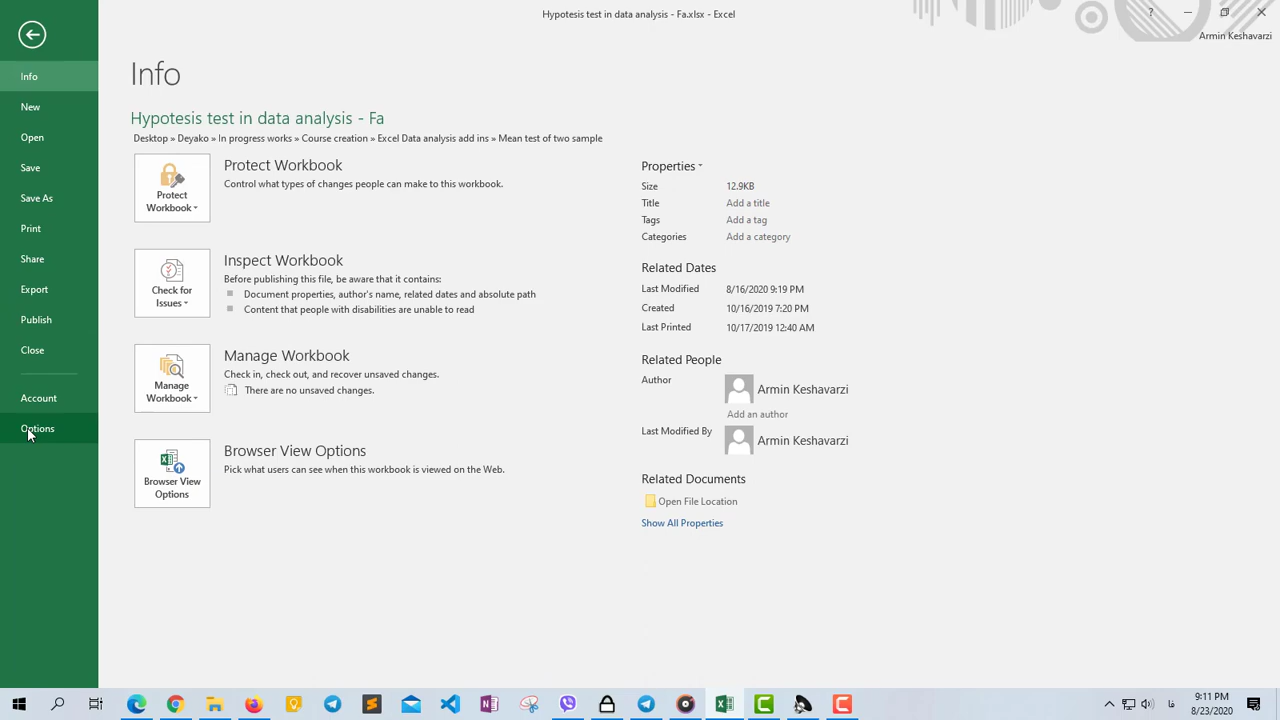 Hypotesis test in data analysis - Fa.xlsx - Excel
?
Armin Keshavarzi
Info
New
Open
Save
Save As
Print
Share
Export
Publish
Close
Account
Options
Info
Hypotesis test in data analysis - Fa
Desktop » Deyako » In progress works » Course creation » Excel Data analysis add ins » Mean test of two sample
Protect Workbook
Protect Workbook
Control what types of changes people can make to this workbook.
Check for Issues
Inspect Workbook
Before publishing this file, be aware that it contains:
Document properties, author's name, related dates and absolute path
Content that people with disabilities are unable to read
Manage Workbook
Manage Workbook
Check in, check out, and recover unsaved changes.
There are no unsaved changes.
Browser View Options
Browser View Options
Pick what users can see when this workbook is viewed on the Web.
Properties
Size 12.9KB
Title Add a title
Tags Add a tag
Categories Add a category
Related Dates
Last Modified 8/16/2020 9:19 PM
Created 10/16/2019 7:20 PM
Last Printed 10/17/2019 12:40 AM
Related People
Author Armin Keshavarzi
Add an author
Last Modified By Armin Keshavarzi
Related Documents
Open File Location
Show All Properties
فا
9:11 PM
8/23/2020